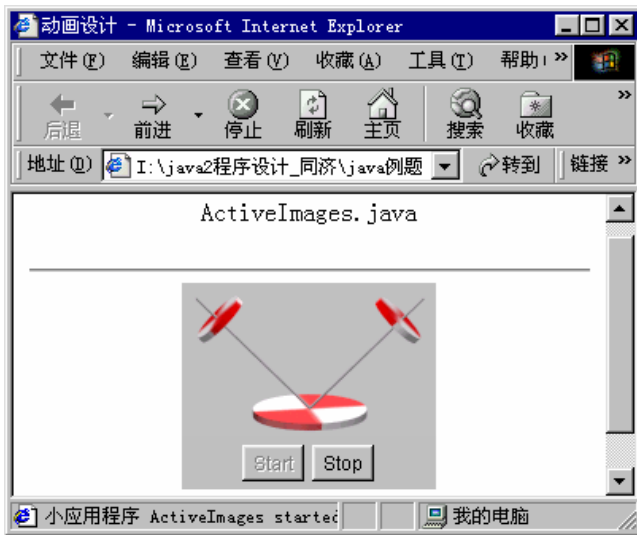 动画设计 - Microsoft Internet Explorer
文件(F) 编辑(E) 查看(V) 收藏(A) 工具(T) 帮助 »
后退 前进 停止 刷新 主页 搜索 收藏 »
地址(D) I:\java2程序设计_同济\java例题 转到 链接 »
ActiveImages.java
Start Stop
小应用程序 ActiveImages started 我的电脑